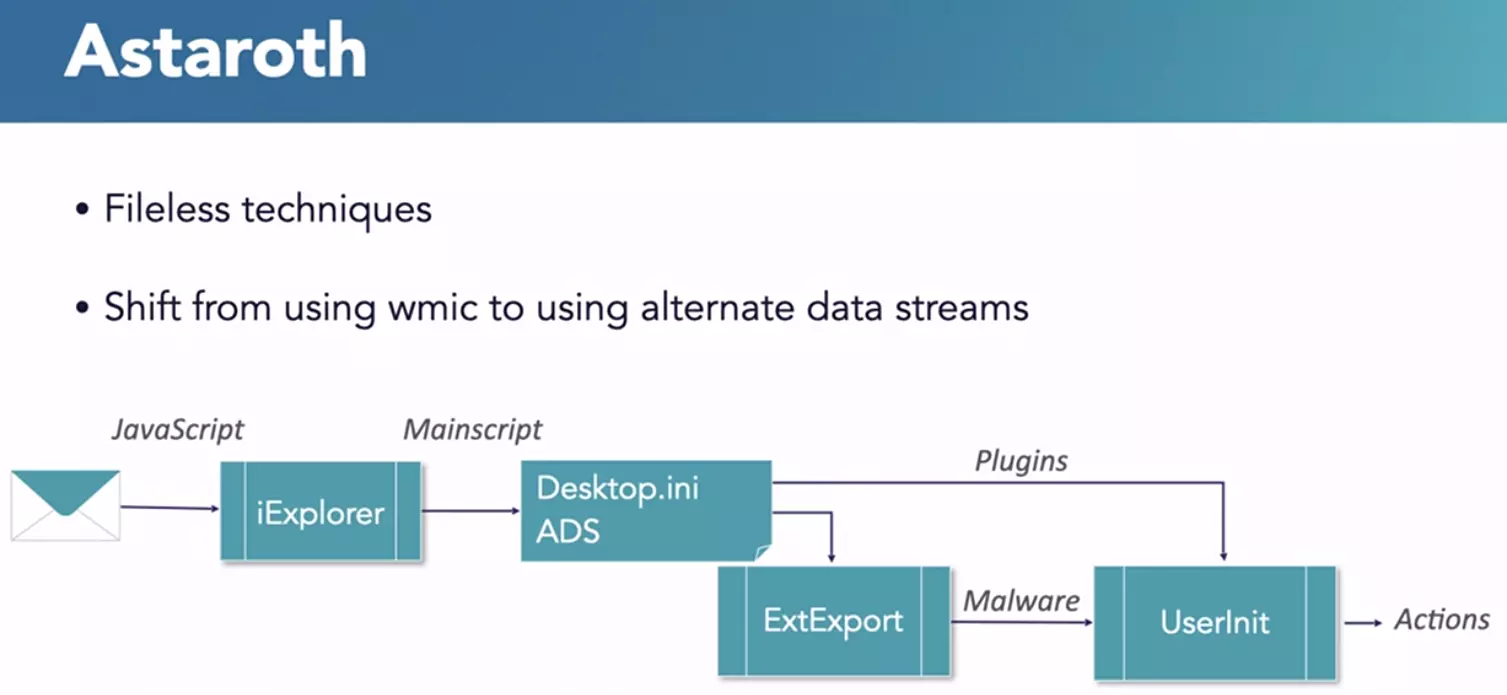 Astaroth
• Fileless techniques
• Shift from using wmic to using alternate data streams
JavaScript
Mainscript
Plugins
iExplorer
Desktop.ini
ADS
ExtExport
Malware
UserInit
Actions